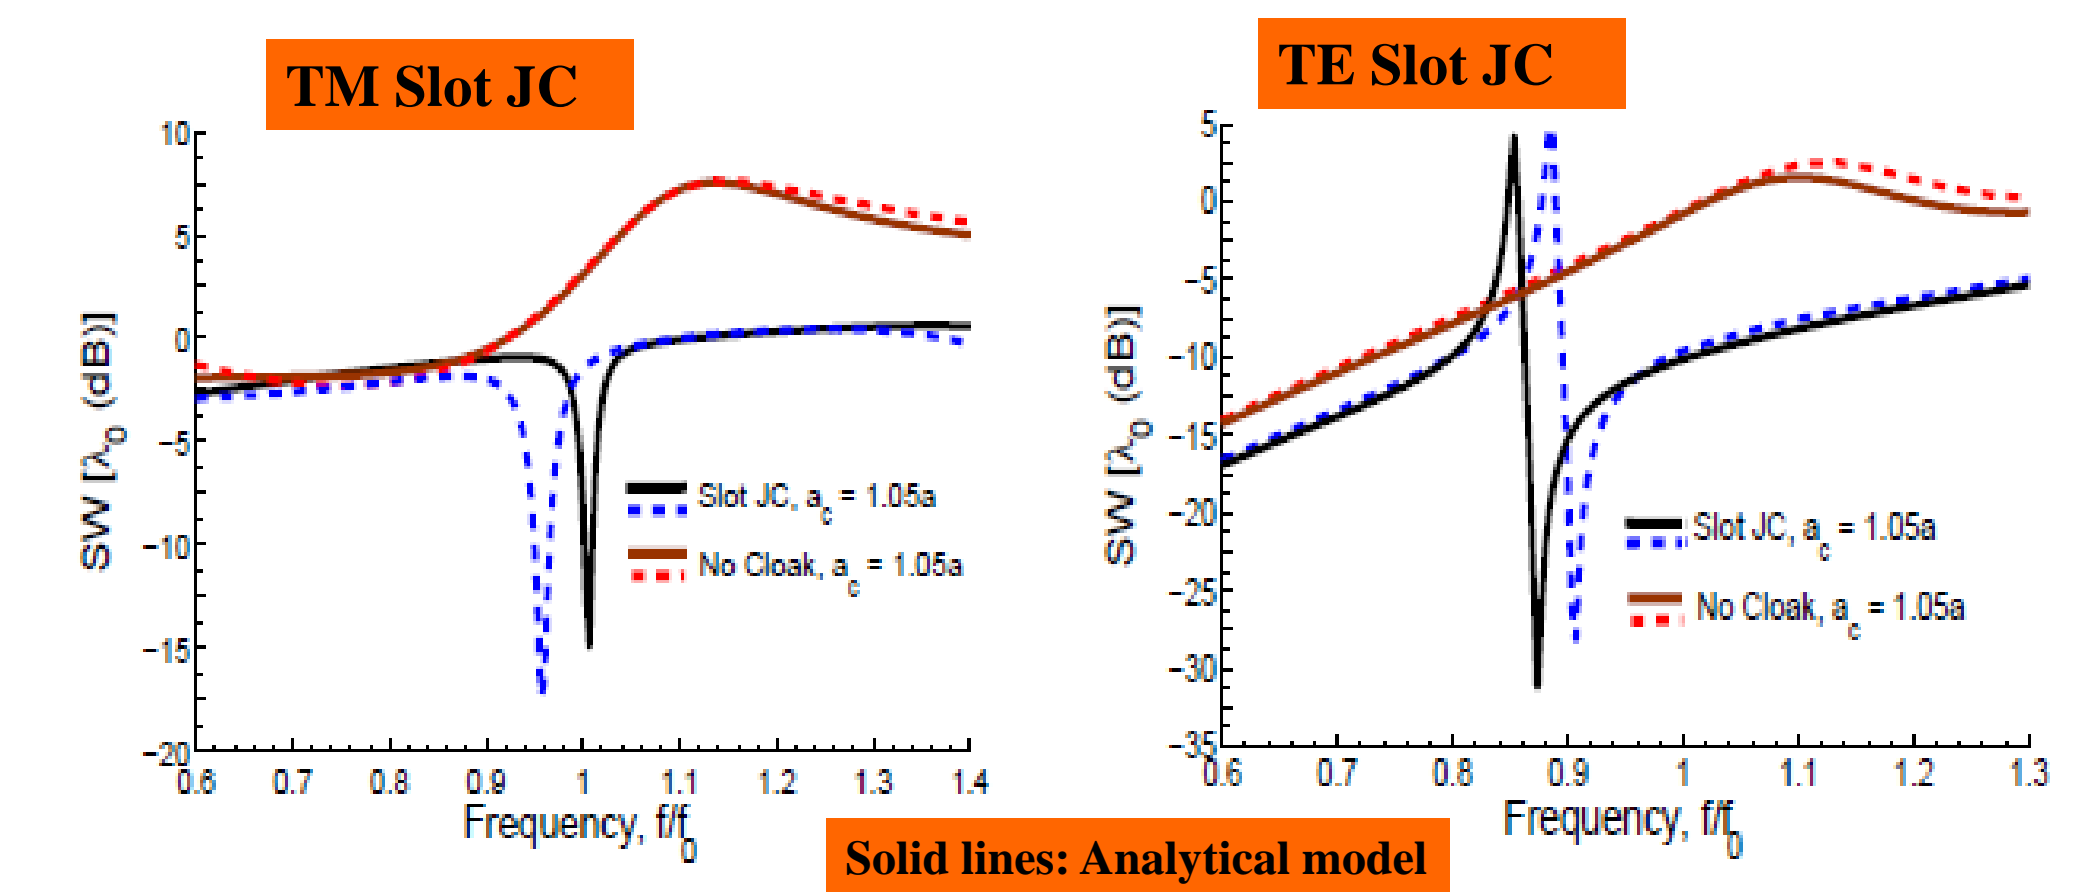 TM Slot JC
TE Slot JC
10
5
0
−5
−10
−15
−20
0.6 0.7 0.8 0.9 1 1.1 1.2 1.3 1.4
SW [λ0 (dB)]
Frequency, f/f0
Slot JC, ac = 1.05a
No Cloak, ac = 1.05a
5
0
−5
−10
−15
−20
−25
−30
−35
0.6 0.7 0.8 0.9 1 1.1 1.2 1.3
SW [λ0 (dB)]
Frequency, f/f0
Slot JC, ac = 1.05a
No Cloak, ac = 1.05a
Solid lines: Analytical model